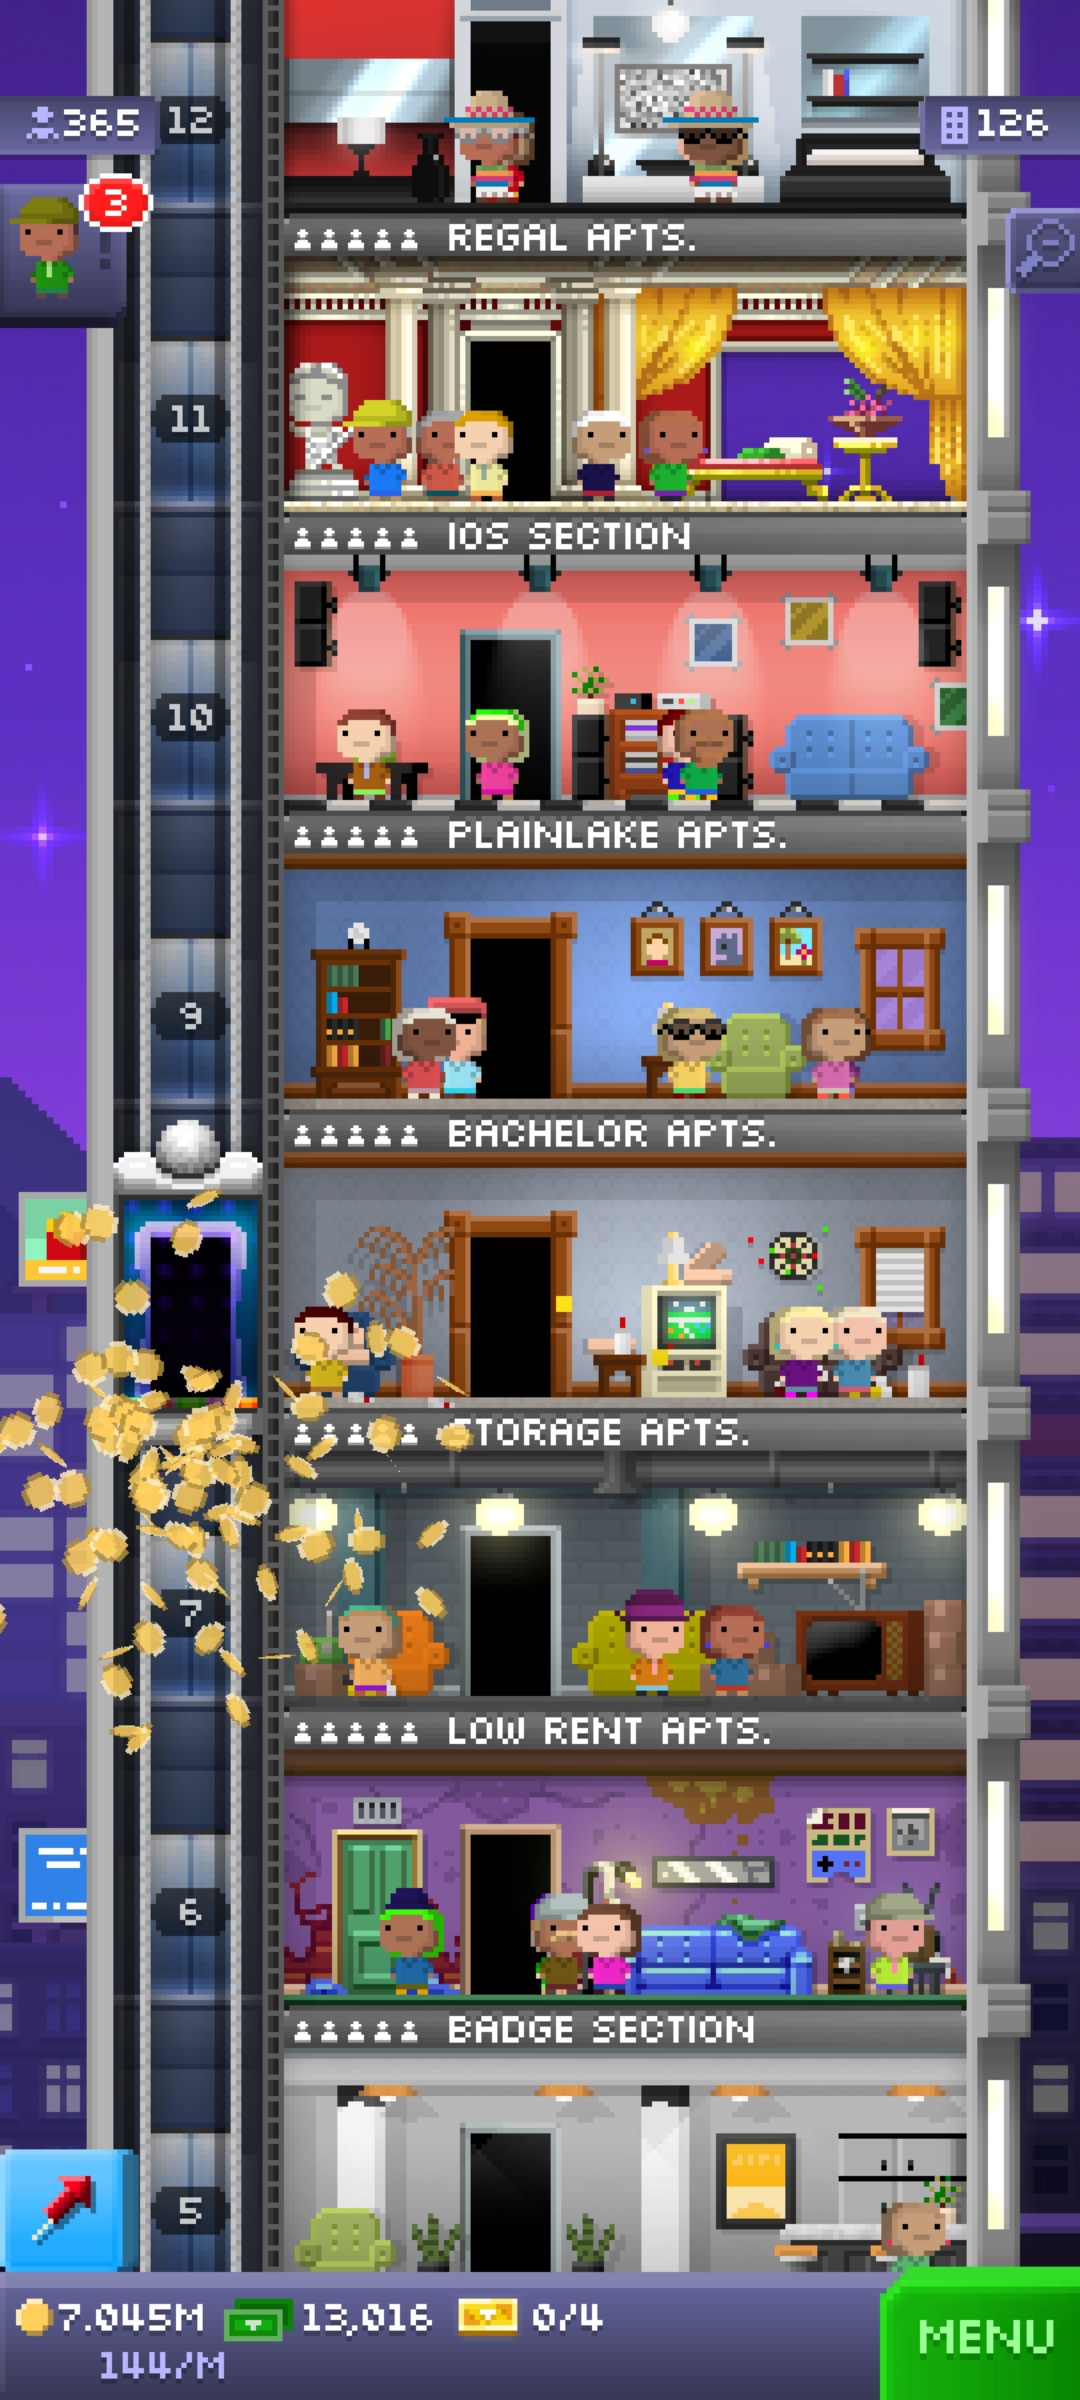 365
12
126
3
REGAL APTS.
11
IOS SECTION
10
PLAINLAKE APTS.
9
BACHELOR APTS.
STORAGE APTS.
7
LOW RENT APTS.
6
BADGE SECTION
5
7.045M
13,016
0/4
144/M
MENU